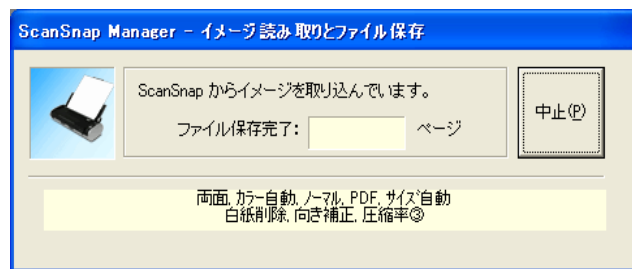 ScanSnap Manager - イメージ読み取りとファイル保存
ScanSnap からイメージを取り込んでいます。
ファイル保存完了: ページ
中止(P)
両面, カラー自動, ノーマル, PDF, サイズ自動
白紙削除, 向き補正, 圧縮率③